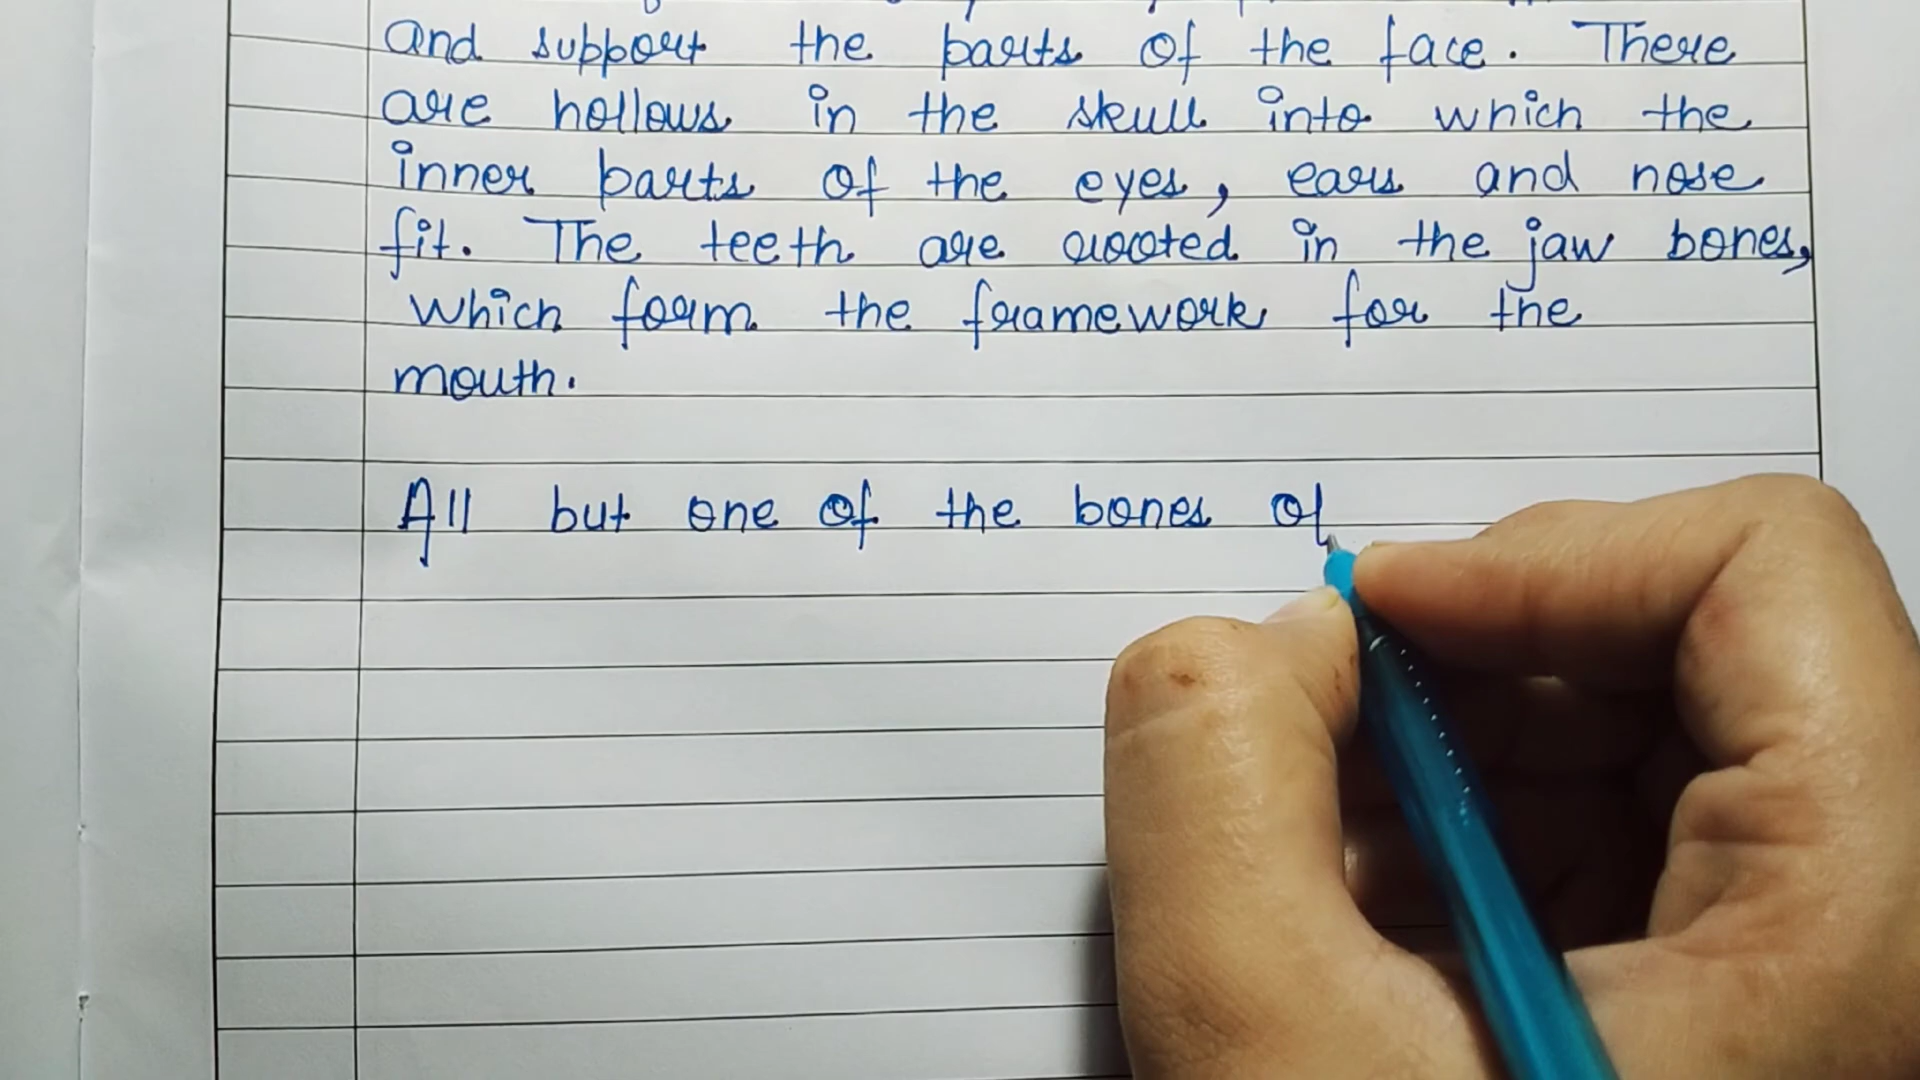 and support the parts of the face. There
are hollows in the skull into which the
inner parts of the eyes, ears and nose
fit. The teeth are rooted in the jaw bones,
which form the framework for the
mouth.
All but one of the bones of